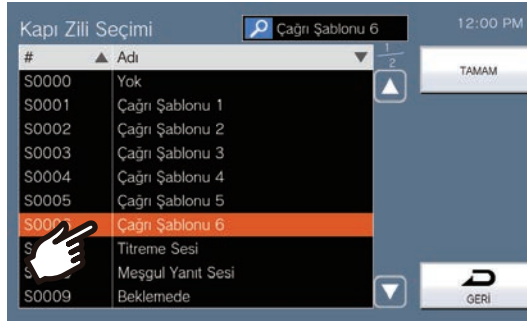 Kapı Zili Seçimi
Çağrı Şablonu 6
12:00 PM
# Adı
1/2
TAMAM
S0000 Yok
S0001 Çağrı Şablonu 1
S0002 Çağrı Şablonu 2
S0003 Çağrı Şablonu 3
S0004 Çağrı Şablonu 4
S0005 Çağrı Şablonu 5
Çağrı Şablonu 6
Titreme Sesi
Meşgul Yanıt Sesi
S0009 Beklemede
GERİ